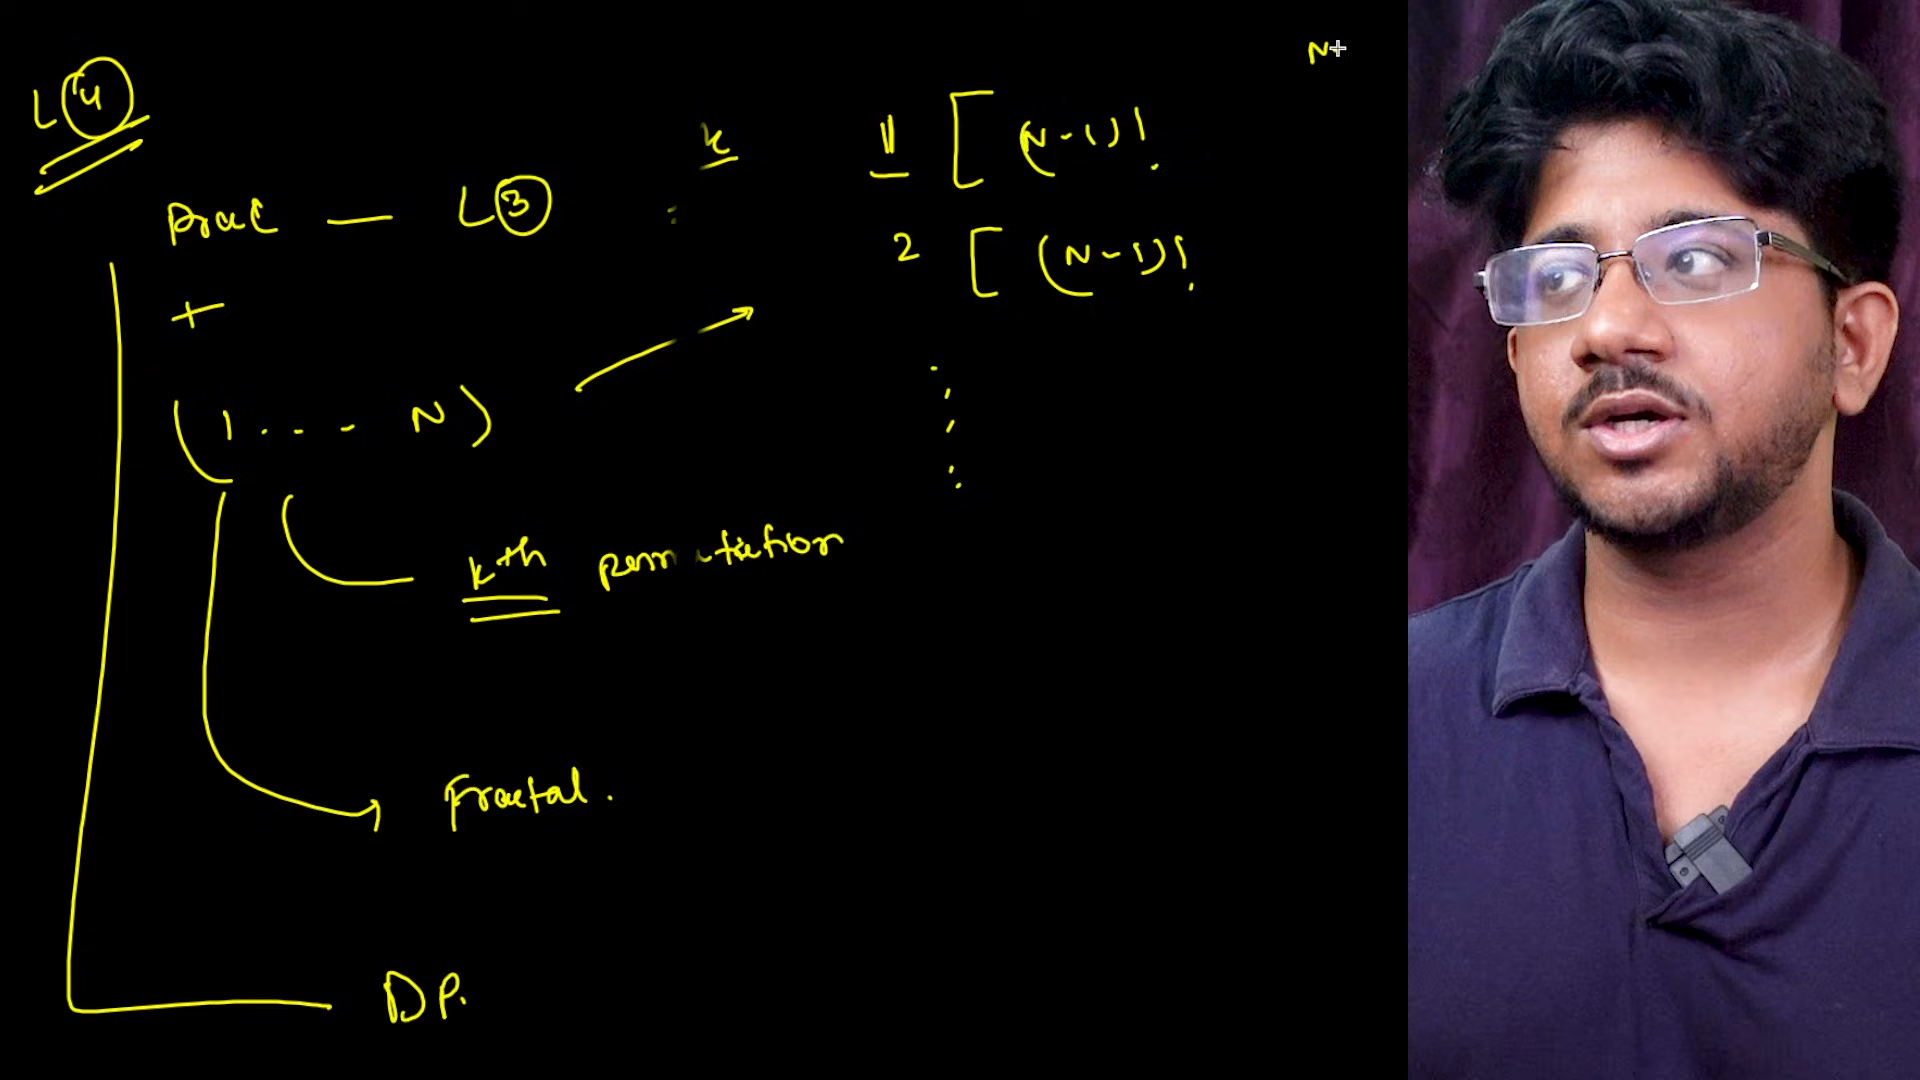 L4
N
k
1 [ (N-1)!
Prac — L3 :
2 [ (N-1)!
+
(1 . . . . N)
kth permutation
Fractal.
DP.